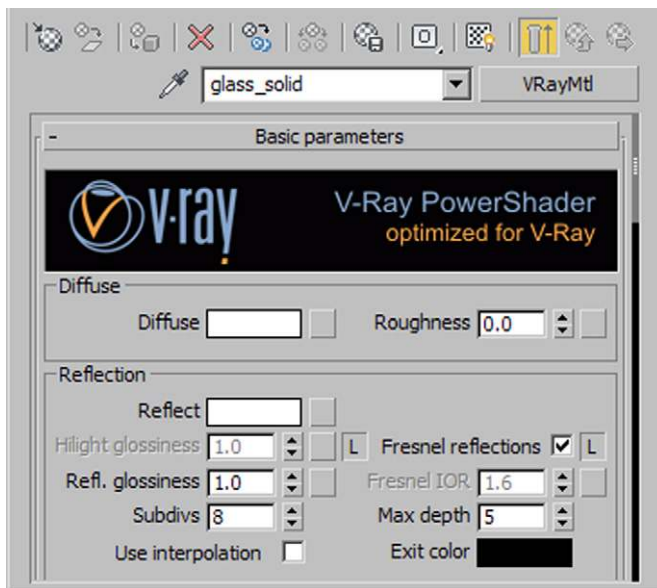 glass_solid VRayMtl
- Basic parameters
v·ray V-Ray PowerShader
optimized for V-Ray
Diffuse
Diffuse Roughness 0.0
Reflection
Reflect
Hilight glossiness 1.0 L Fresnel reflections L
Refl. glossiness 1.0 Fresnel IOR 1.6
Subdivs 8 Max depth 5
Use interpolation Exit color